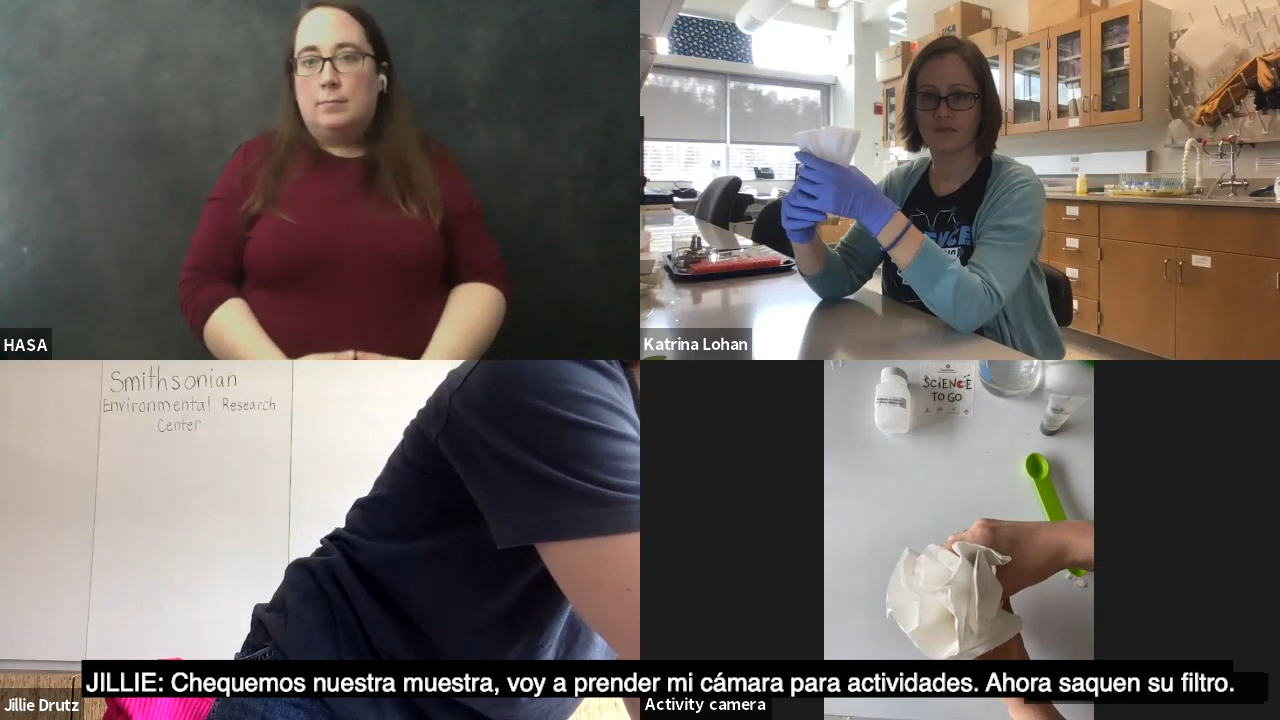 HASA
Katrina Lohan
USA
Smithsonian
Environmental Research
Center
SCIENCE
TO GO
JILLIE: Chequemos nuestra muestra, voy a prender mi cámara para actividades. Ahora saquen su filtro.
Jillie Drutz
Activity camera